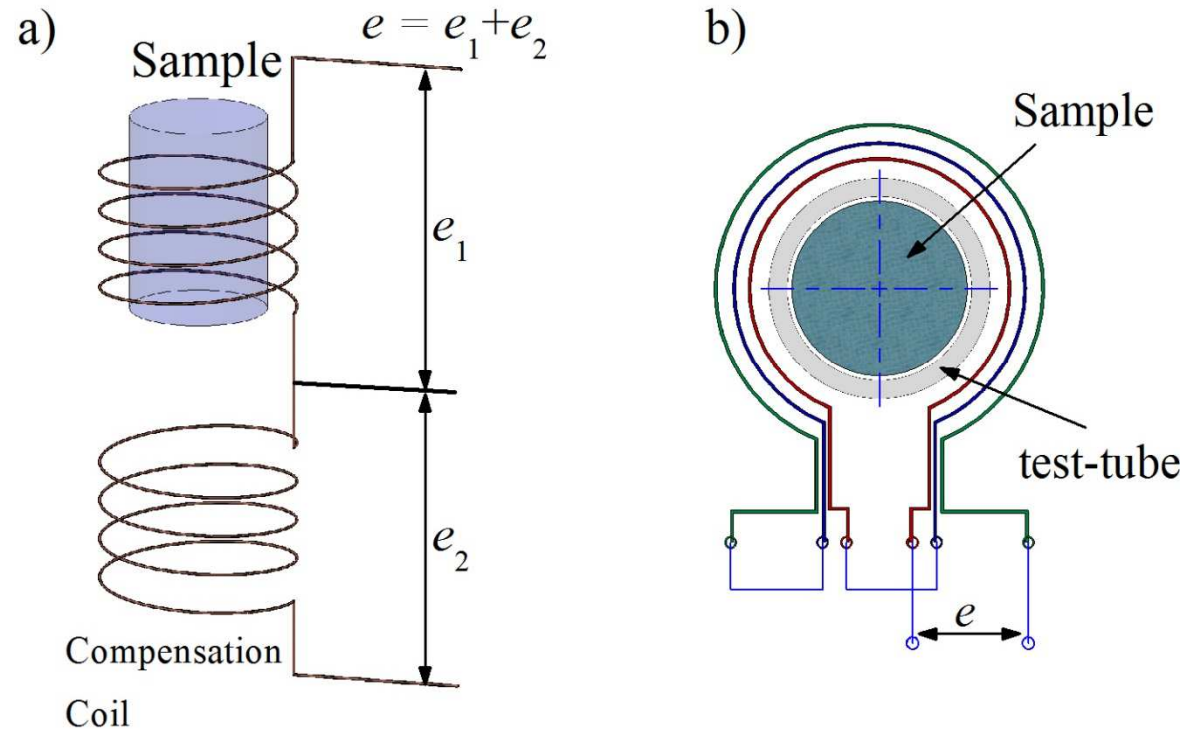 a)
e = e₁+e₂
Sample
e₁
e₂
Compensation
Coil
b)
Sample
test-tube
e